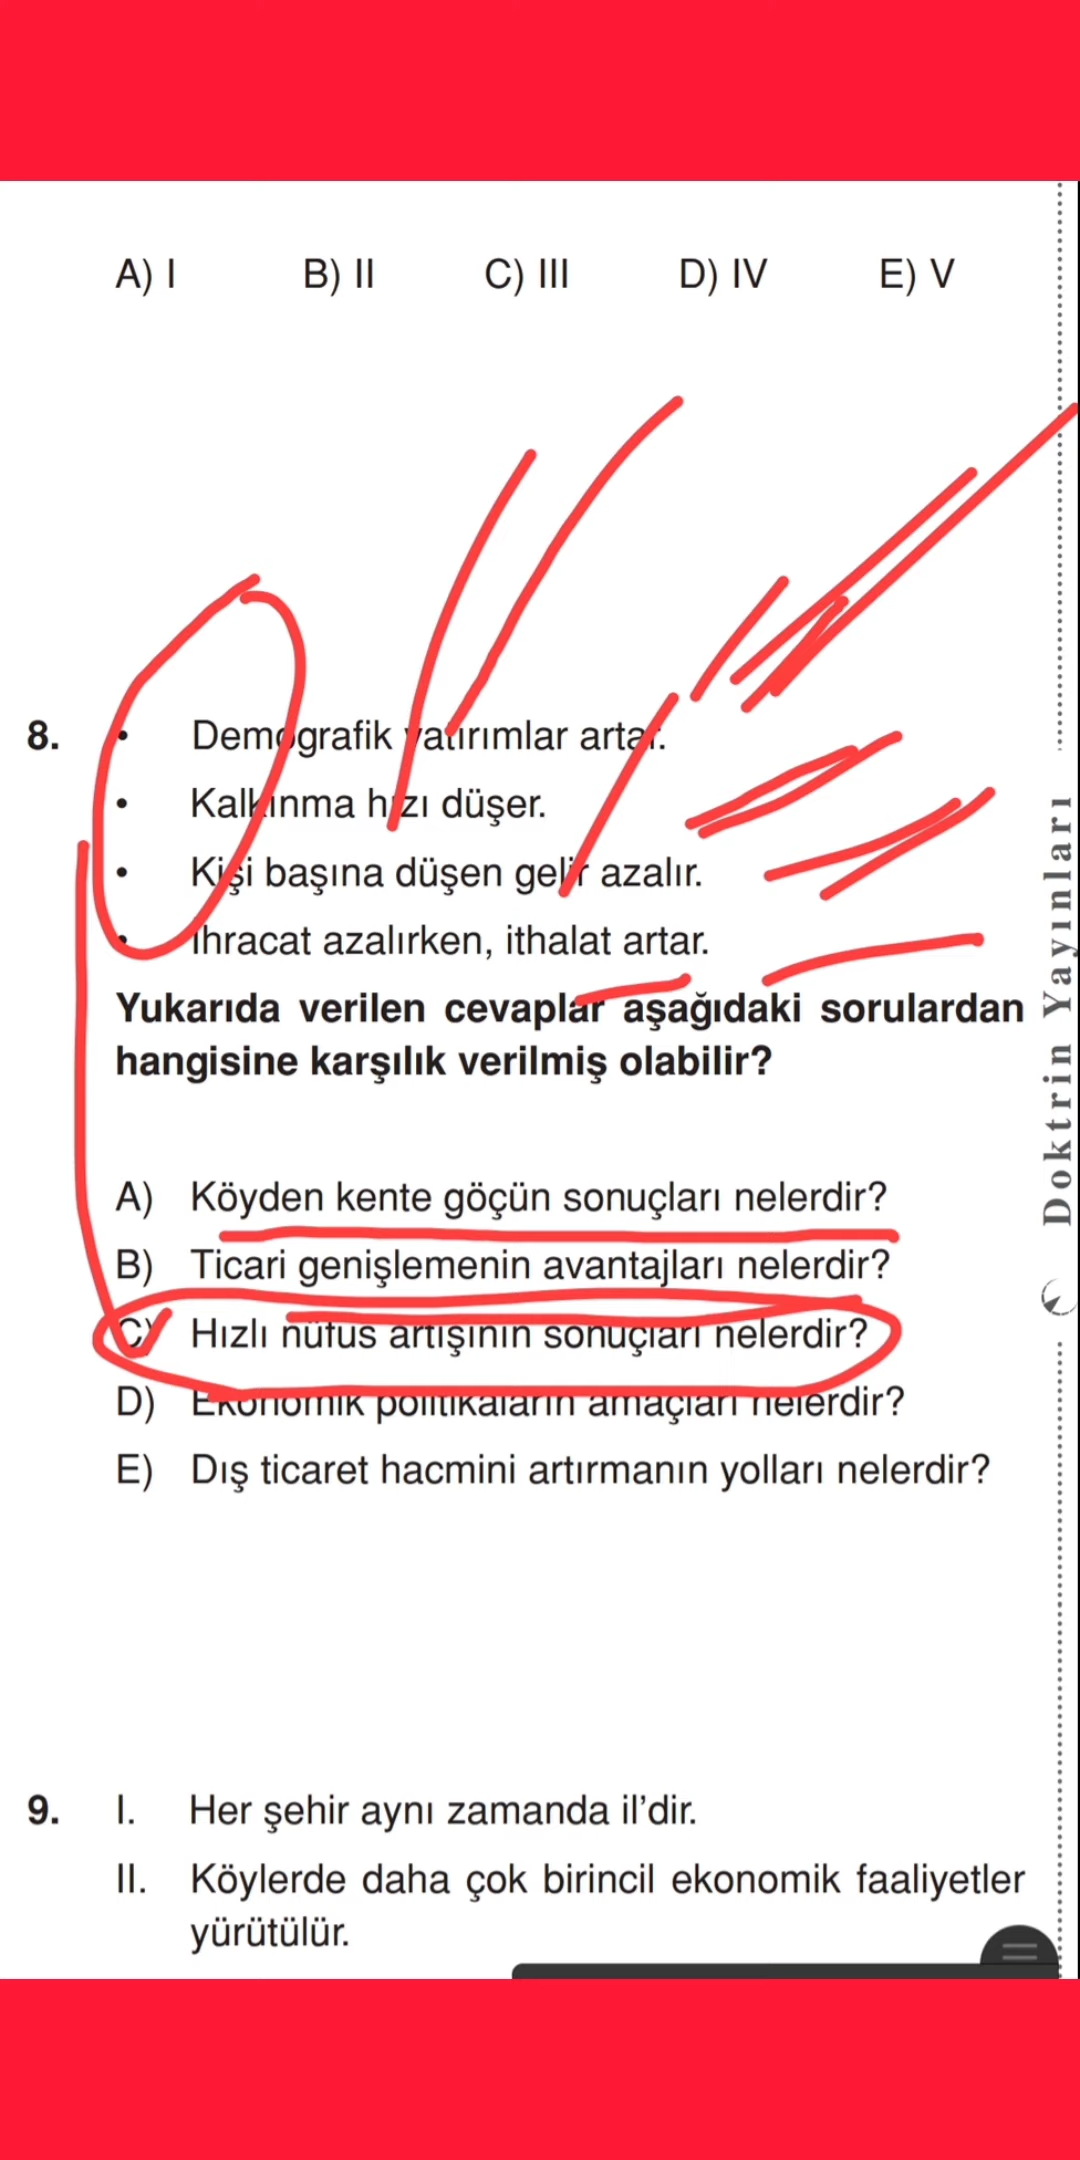 A) I B) II C) III D) IV E) V
8. • Demografik yatırımlar artar.
• Kalkınma hızı düşer.
• Kişi başına düşen gelir azalır.
• İhracat azalırken, ithalat artar.
Yukarıda verilen cevaplar aşağıdaki sorulardan
hangisine karşılık verilmiş olabilir?
A) Köyden kente göçün sonuçları nelerdir?
B) Ticari genişlemenin avantajları nelerdir?
C) Hızlı nüfus artışının sonuçları nelerdir?
D) Ekonomik politikaların amaçları nelerdir?
E) Dış ticaret hacmini artırmanın yolları nelerdir?
Doktrin Yayınları
9. I. Her şehir aynı zamanda il'dir.
II. Köylerde daha çok birincil ekonomik faaliyetler
yürütülür.